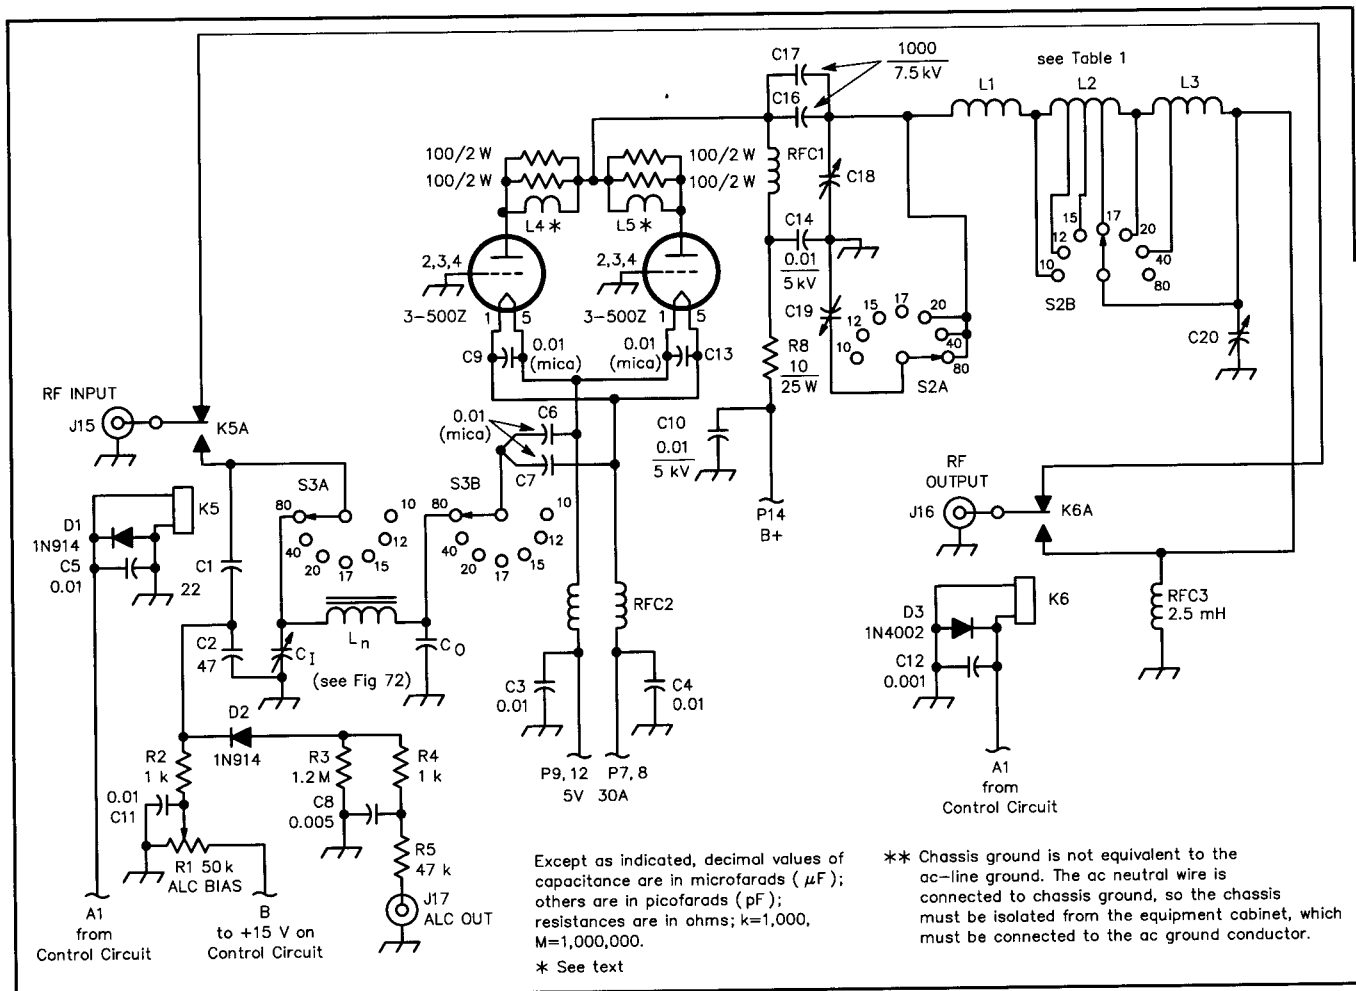 C17
1000
7.5 kV
C16
see Table 1
L1
L2
L3
100/2 W
100/2 W
100/2 W
100/2 W
RFC1
C18
L4 *
L5 *
C14
0.01
5 kV
2,3,4
2,3,4
3-500Z
1
5
3-500Z
1
5
15
17
20
12
40
10
80
S2B
C19
15
17
20
12
40
10
80
S2A
C20
C9
0.01
(mica)
0.01
(mica)
C13
R8
10
25 W
RF INPUT
J15
K5A
0.01
(mica)
C6
C7
C10
0.01
5 kV
P14
B+
RF
OUTPUT
J16
K6A
K5
D1
1N914
C5
0.01
C1
22
S3A
80
10
40
12
20
17
15
S3B
80
10
40
12
20
17
15
RFC2
Ln
CI
CO
(see Fig 72)
C2
47
C3
0.01
C4
0.01
K6
D3
1N4002
C12
0.001
RFC3
2.5 mH
D2
1N914
R2
1 k
R3
1.2 M
R4
1 k
0.01
C11
C8
0.005
R1 50 k
ALC BIAS
R5
47 k
J17
ALC OUT
P9, 12
P7, 8
5V
30A
A1
from
Control Circuit
A1
from
Control Circuit
B
to +15 V on
Control Circuit
Except as indicated, decimal values of
capacitance are in microfarads ( µF);
others are in picofarads (pF);
resistances are in ohms; k=1,000,
M=1,000,000.
* See text
** Chassis ground is not equivalent to the
ac-line ground. The ac neutral wire is
connected to chassis ground, so the chassis
must be isolated from the equipment cabinet, which
must be connected to the ac ground conductor.